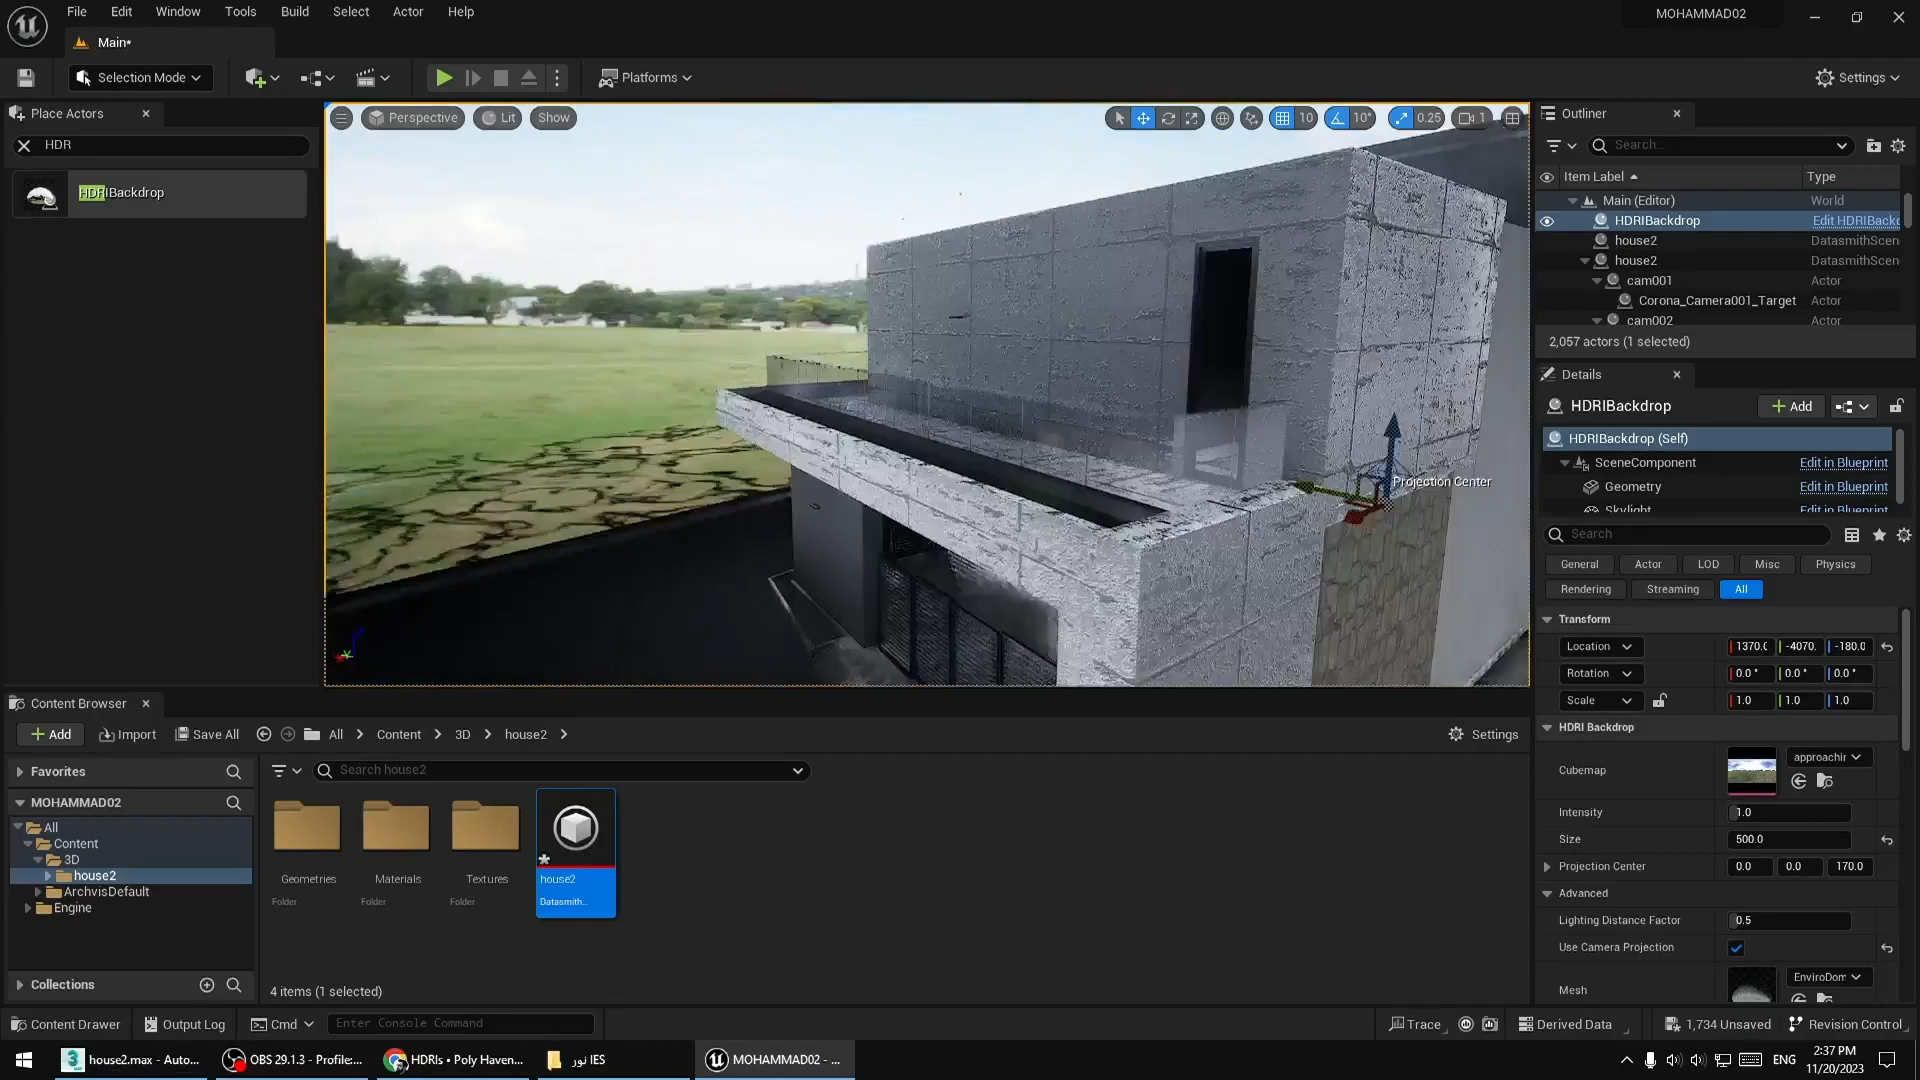 File Edit Window Tools Build Select Actor Help
MOHAMMAD02
Main*
Selection Mode
Platforms
Settings
Place Actors
HDR
HDRIBackdrop
Perspective
Lit
Show
10
10°
0.25
1
Projection Center
Outliner
Search...
Item Label
Type
Main (Editor)
World
HDRIBackdrop
Edit HDRIBack
house2
DatasmithScen
house2
DatasmithScen
cam001
Actor
Corona_Camera001_Target
Actor
cam002
Actor
2,057 actors (1 selected)
Details
HDRIBackdrop
Add
HDRIBackdrop (Self)
SceneComponent
Edit in Blueprint
Geometry
Edit in Blueprint
Skylight
Edit in Blueprint
Search
General
Actor
LOD
Misc
Physics
Rendering
Streaming
All
Transform
Location
1370.0
-4070.
-180.0
Rotation
0.0 °
0.0 °
0.0 °
Scale
1.0
1.0
1.0
HDRI Backdrop
Cubemap
approachin
Intensity
1.0
Size
500.0
Projection Center
0.0
0.0
170.0
Advanced
Lighting Distance Factor
0.5
Use Camera Projection
Mesh
EnviroDom
Content Browser
Add
Import
Save All
All
Content
3D
house2
Settings
Favorites
Search house2
MOHAMMAD02
All
Content
3D
house2
ArchvisDefault
Engine
Collections
Geometries
Folder
Materials
Folder
Textures
Folder
house2
Datasmith...
4 items (1 selected)
Content Drawer
Output Log
Cmd
Enter Console Command
Trace
Derived Data
1,734 Unsaved
Revision Control
house2.max - Auto...
OBS 29.1.3 - Profile:...
HDRIs • Poly Haven...
نور IES
MOHAMMAD02 - ...
ENG
2:37 PM
11/20/2023